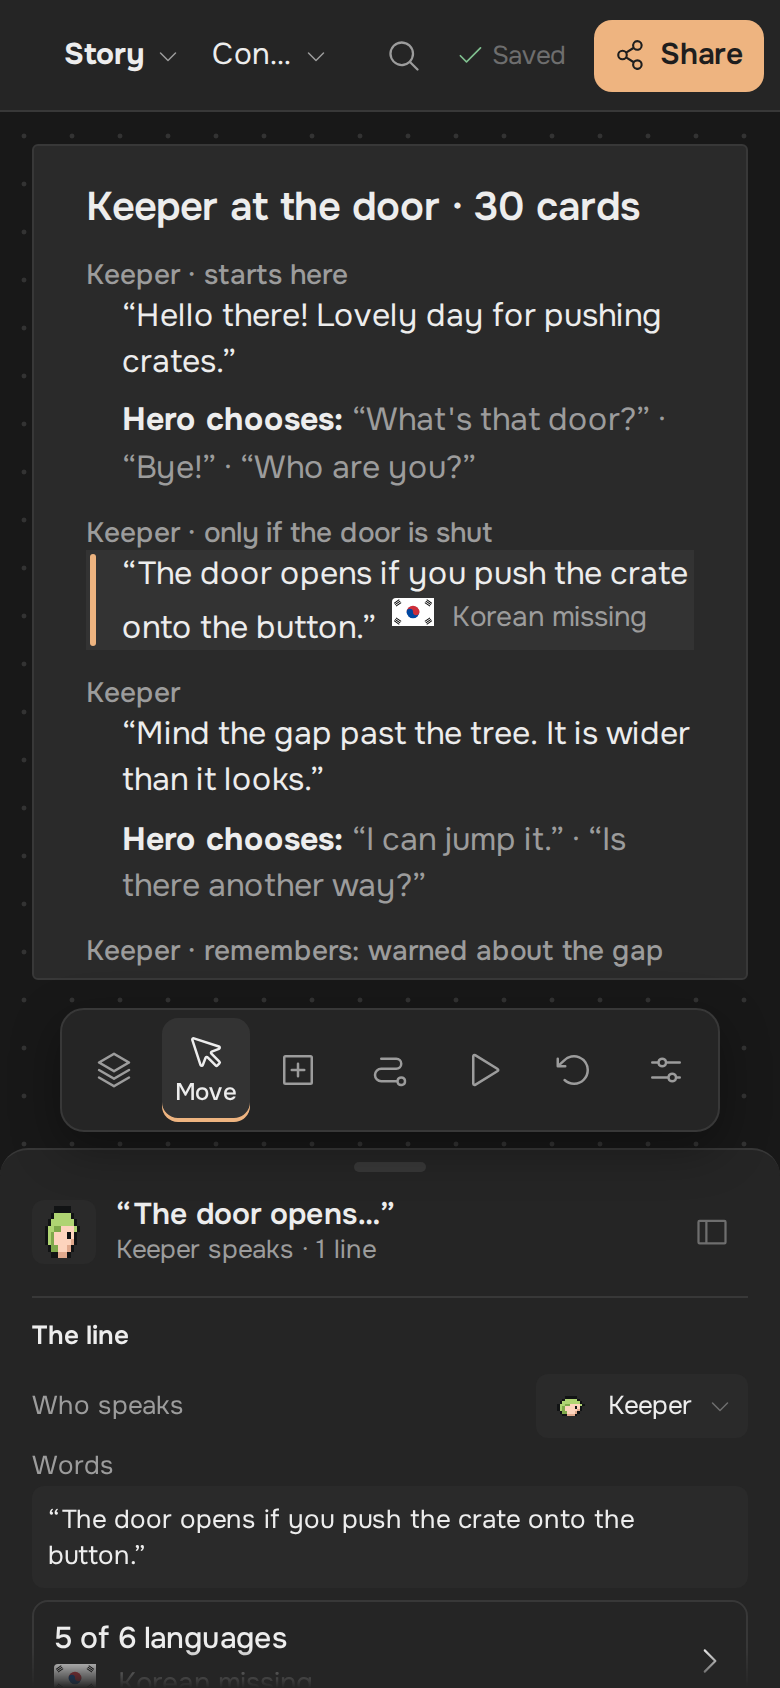 Story
Con...
Saved
Share
Keeper at the door · 30 cards
Keeper · starts here
“Hello there! Lovely day for pushing
crates.”
Hero chooses: “What's that door?” ·
“Bye!” · “Who are you?”
Keeper · only if the door is shut
“The door opens if you push the crate
onto the button.” Korean missing
Keeper
“Mind the gap past the tree. It is wider
than it looks.”
Hero chooses: “I can jump it.” · “Is
there another way?”
Keeper · remembers: warned about the gap
Move
“The door opens...”
Keeper speaks · 1 line
The line
Who speaks
Keeper
Words
“The door opens if you push the crate onto the
button.”
5 of 6 languages
Korean missing